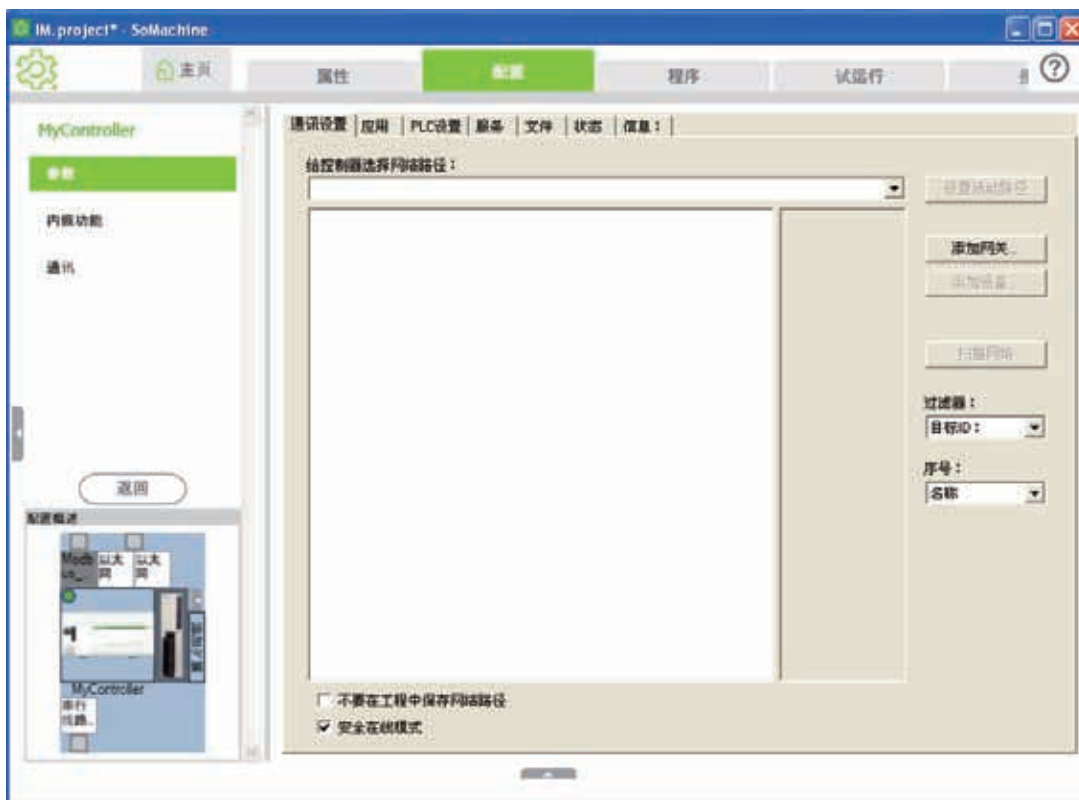 IM.project* - SoMachine
主页
属性
配置
程序
试运行
MyController
参数
内嵌功能
通讯
返回
配置概述
以太网
以太网
MyController
串行线路..
通讯设置
应用
PLC设置
服务
文件
状态
信息:
给控制器选择网络路径:
设置活动路径
添加网关..
添加设备..
扫描网络
过滤器:
目标ID:
序号:
名称
不要在工程中保存网络路径
安全在线模式